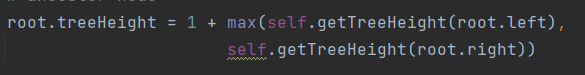 root.treeHeight = 1 + max(self.getTreeHeight(root.left),
self.getTreeHeight(root.right))